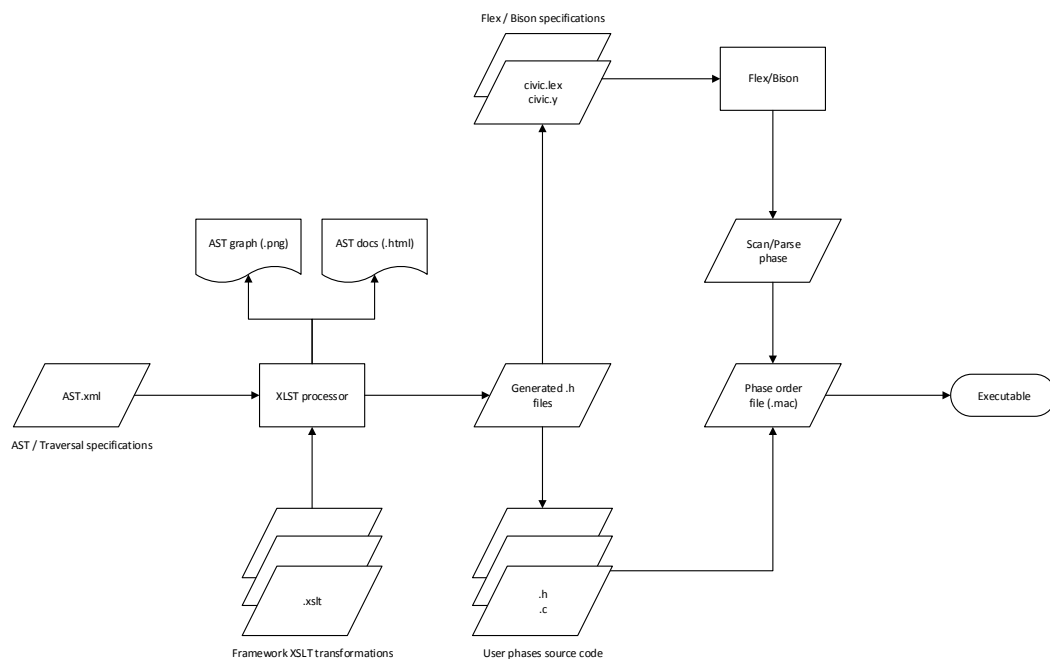 Flex / Bison specifications
civic.lex
civic.y
Flex/Bison
AST graph (.png)
AST docs (.html)
Scan/Parse
phase
AST.xml
XLST processor
Generated .h
files
Phase order
file (.mac)
Executable
AST / Traversal specifications
.xslt
.h
.c
Framework XSLT transformations
User phases source code